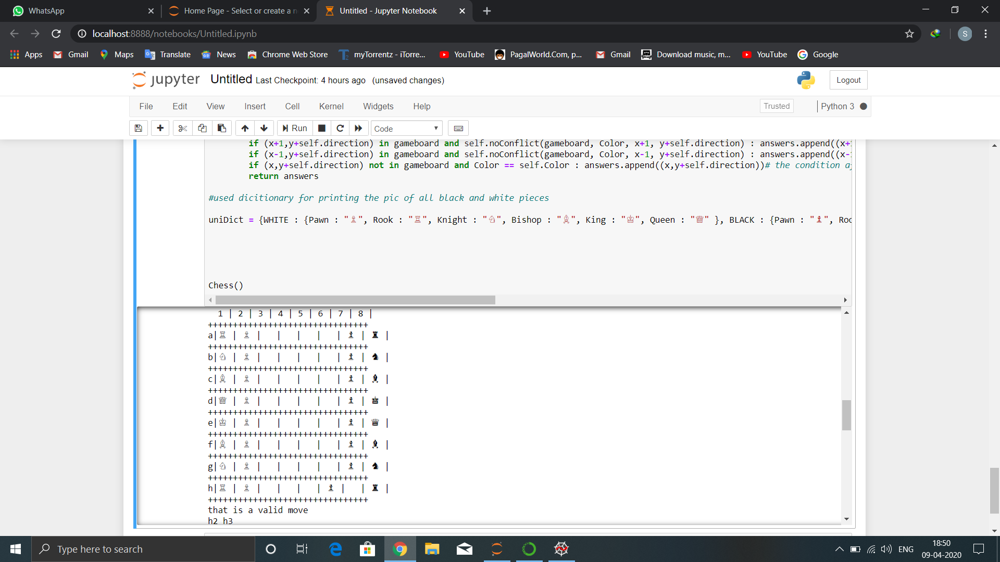 WhatsApp
Home Page - Select or create a n
Untitled - Jupyter Notebook
localhost:8888/notebooks/Untitled.ipynb
S
Apps Gmail Maps Translate News Chrome Web Store myTorrentz - iTorre... YouTube PagalWorld.Com, p... Gmail Download music, m... YouTube Google
jupyter Untitled Last Checkpoint: 4 hours ago (unsaved changes)
Logout
File Edit View Insert Cell Kernel Widgets Help
Trusted
Python 3
Run
Code
if (x+1,y+self.direction) in gameboard and self.noConflict(gameboard, Color, x+1, y+self.direction) : answers.append((x+1
if (x-1,y+self.direction) in gameboard and self.noConflict(gameboard, Color, x-1, y+self.direction) : answers.append((x-1
if (x,y+self.direction) not in gameboard and Color == self.Color : answers.append((x,y+self.direction))# the condition af
return answers
#used dicitionary for printing the pic of all black and white pieces
uniDict = {WHITE : {Pawn : "♗", Rook : "♖", Knight : "♘", Bishop : "♗", King : "♔", Queen : "♕" }, BLACK : {Pawn : "♝", Roo
Chess()
1 | 2 | 3 | 4 | 5 | 6 | 7 | 8 |
++++++++++++++++++++++++++++++++
a|♖ | ♙ | | | | | ♟ | ♜ |
++++++++++++++++++++++++++++++++
b|♘ | ♙ | | | | | ♟ | ♞ |
++++++++++++++++++++++++++++++++
c|♗ | ♙ | | | | | ♟ | ♝ |
++++++++++++++++++++++++++++++++
d|♕ | ♙ | | | | | ♟ | ♚ |
++++++++++++++++++++++++++++++++
e|♔ | ♙ | | | | | ♟ | ♛ |
++++++++++++++++++++++++++++++++
f|♗ | ♙ | | | | | ♟ | ♝ |
++++++++++++++++++++++++++++++++
g|♘ | ♙ | | | | | ♟ | ♞ |
++++++++++++++++++++++++++++++++
h|♖ | ♙ | | | | ♟ | | ♜ |
++++++++++++++++++++++++++++++++
that is a valid move
h2 h3
Type here to search
ENG
18:50
09-04-2020